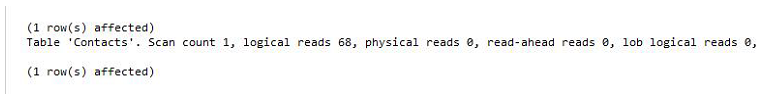 (1 row(s) affected)
Table 'Contacts'. Scan count 1, logical reads 68, physical reads 0, read-ahead reads 0, lob logical reads 0,
(1 row(s) affected)